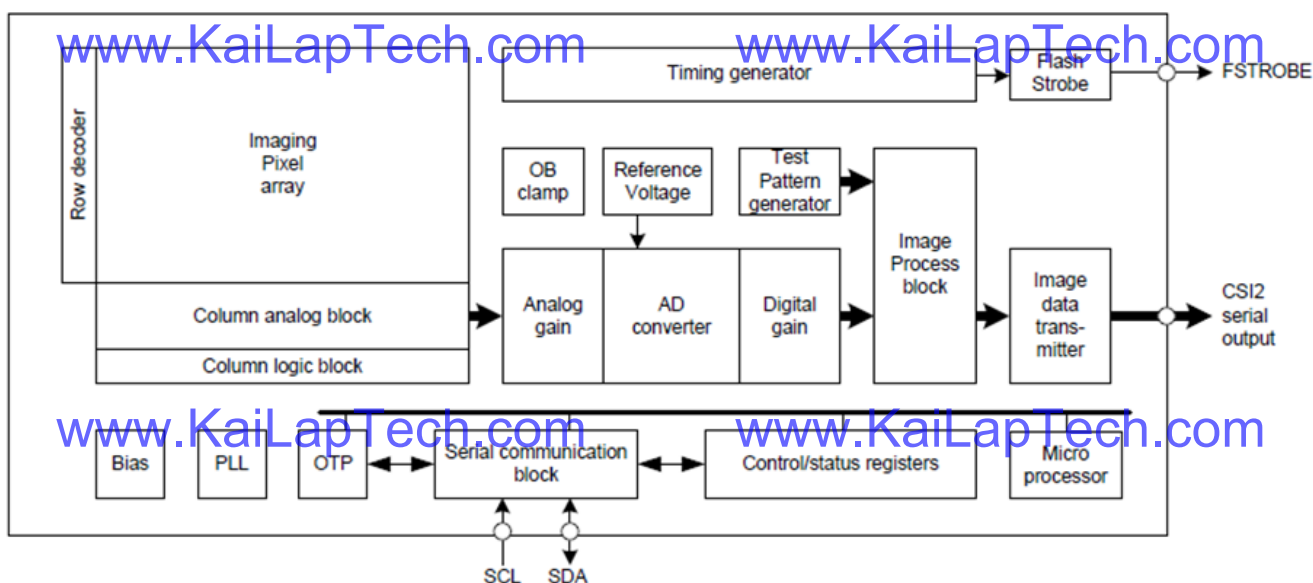 www.KaiLapTech.com
www.KaiLapTech.com
Row decoder
Imaging
Pixel
array
Timing generator
Flash
Strobe
FSTROBE
OB
clamp
Reference
Voltage
Test
Pattern
generator
Image
Process
block
Column analog block
Column logic block
Analog
gain
AD
converter
Digital
gain
Image
data
trans-
mitter
CSI2
serial
output
www.KaiLapTech.com
www.KaiLapTech.com
Bias
PLL
OTP
Serial communication
block
Control/status registers
Micro
processor
SCL
SDA